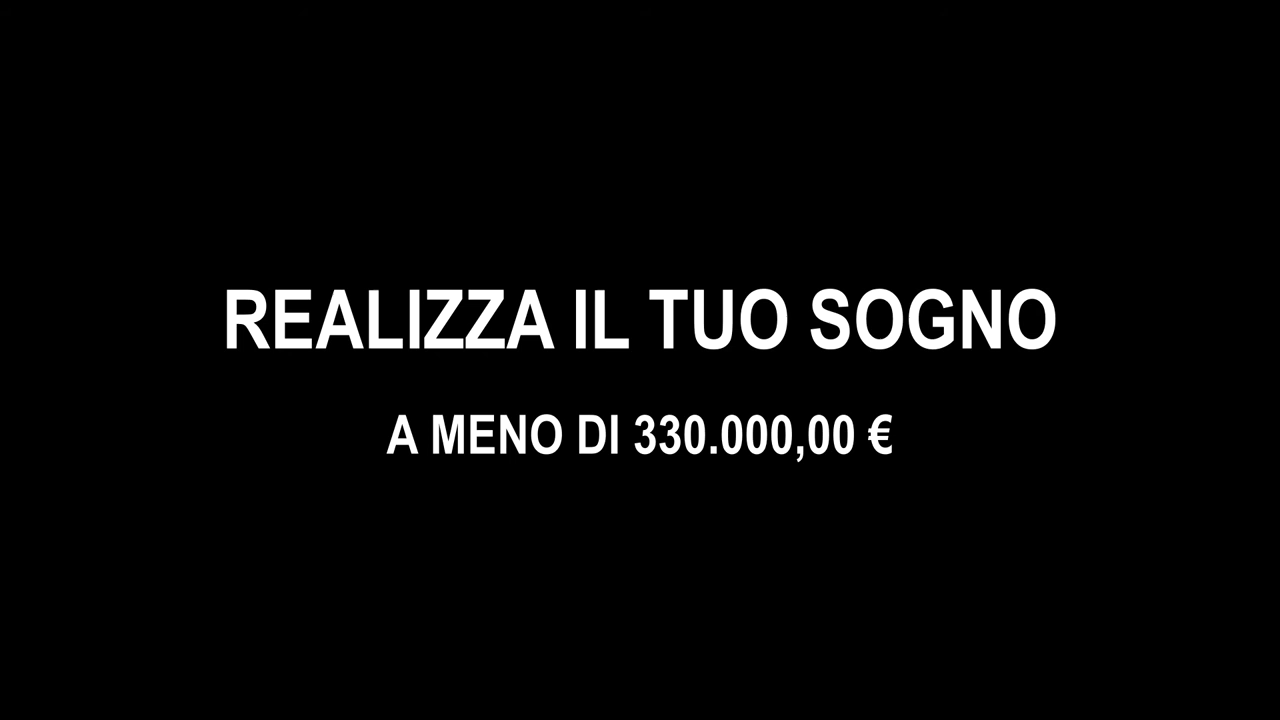 REALIZZA IL TUO SOGNO
A MENO DI 330.000,00 €